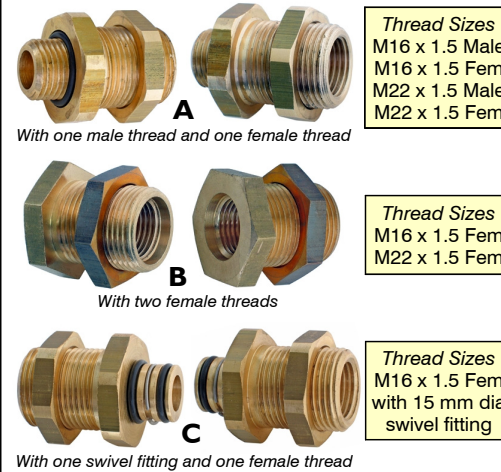 A
With one male thread and one female thread
Thread Sizes
M16 x 1.5 Male
M16 x 1.5 Fem
M22 x 1.5 Male
M22 x 1.5 Fem
B
With two female threads
Thread Sizes
M16 x 1.5 Fem
M22 x 1.5 Fem
C
With one swivel fitting and one female thread
Thread Sizes
M16 x 1.5 Fem
with 15 mm dia
swivel fitting